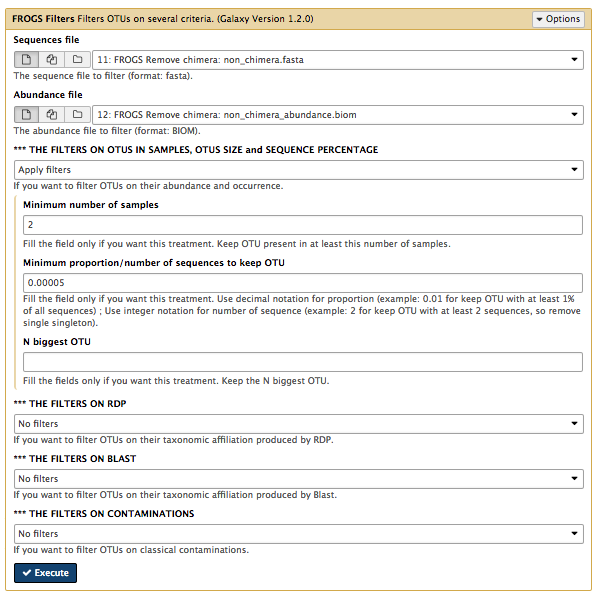 FROGS Filters Filters OTUs on several criteria. (Galaxy Version 1.2.0)
Options
Sequences file
11: FROGS Remove chimera: non_chimera.fasta
The sequence file to filter (format: fasta).
Abundance file
12: FROGS Remove chimera: non_chimera_abundance.biom
The abundance file to filter (format: BIOM).
*** THE FILTERS ON OTUS IN SAMPLES, OTUS SIZE and SEQUENCE PERCENTAGE
Apply filters
If you want to filter OTUs on their abundance and occurrence.
Minimum number of samples
2
Fill the field only if you want this treatment. Keep OTU present in at least this number of samples.
Minimum proportion/number of sequences to keep OTU
0.00005
Fill the field only if you want this treatment. Use decimal notation for proportion (example: 0.01 for keep OTU with at least 1%
of all sequences) ; Use integer notation for number of sequence (example: 2 for keep OTU with at least 2 sequences, so remove
single singleton).
N biggest OTU
Fill the fields only if you want this treatment. Keep the N biggest OTU.
*** THE FILTERS ON RDP
No filters
If you want to filter OTUs on their taxonomic affiliation produced by RDP.
*** THE FILTERS ON BLAST
No filters
If you want to filter OTUs on their taxonomic affiliation produced by Blast.
*** THE FILTERS ON CONTAMINATIONS
No filters
If you want to filter OTUs on classical contaminations.
Execute